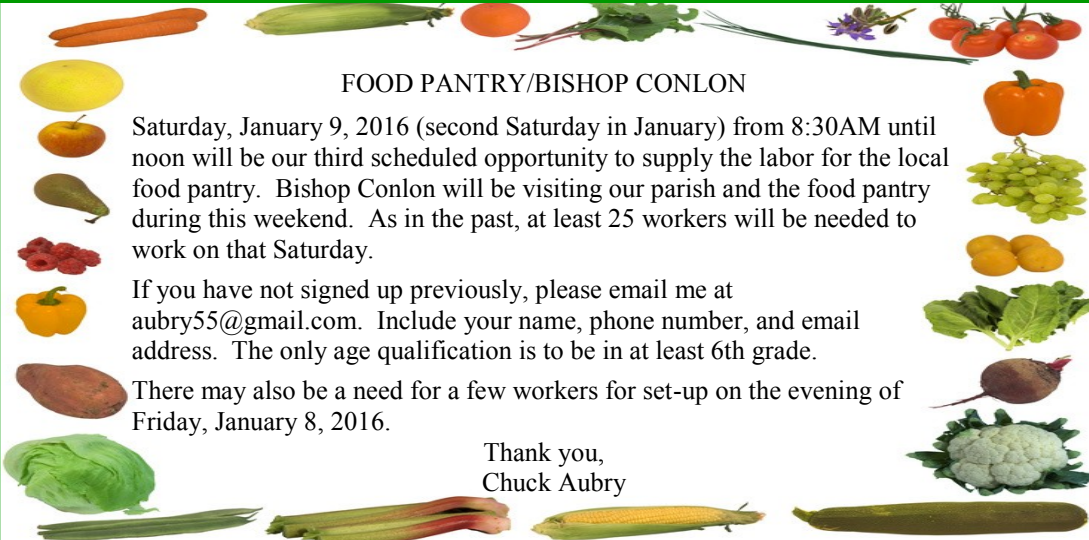 FOOD PANTRY/BISHOP CONLON
Saturday, January 9, 2016 (second Saturday in January) from 8:30AM until
noon will be our third scheduled opportunity to supply the labor for the local
food pantry.  Bishop Conlon will be visiting our parish and the food pantry
during this weekend.  As in the past, at least 25 workers will be needed to
work on that Saturday.
If you have not signed up previously, please email me at
aubry55@gmail.com.  Include your name, phone number, and email
address.  The only age qualification is to be in at least 6th grade.
There may also be a need for a few workers for set-up on the evening of
Friday, January 8, 2016.
Thank you,
Chuck Aubry